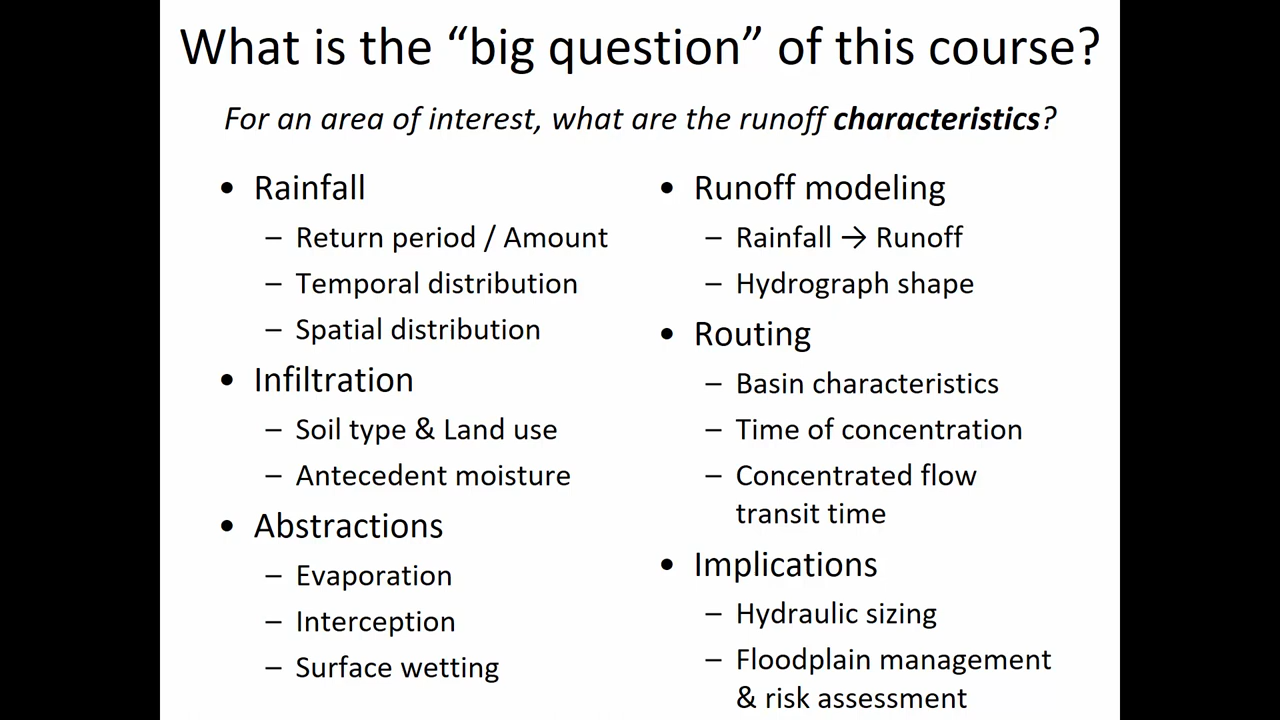 What is the “big question” of this course?
For an area of interest, what are the runoff characteristics?
• Rainfall
– Return period / Amount
– Temporal distribution
– Spatial distribution
• Infiltration
– Soil type & Land use
– Antecedent moisture
• Abstractions
– Evaporation
– Interception
– Surface wetting
• Runoff modeling
– Rainfall → Runoff
– Hydrograph shape
• Routing
– Basin characteristics
– Time of concentration
– Concentrated flow
transit time
• Implications
– Hydraulic sizing
– Floodplain management
& risk assessment